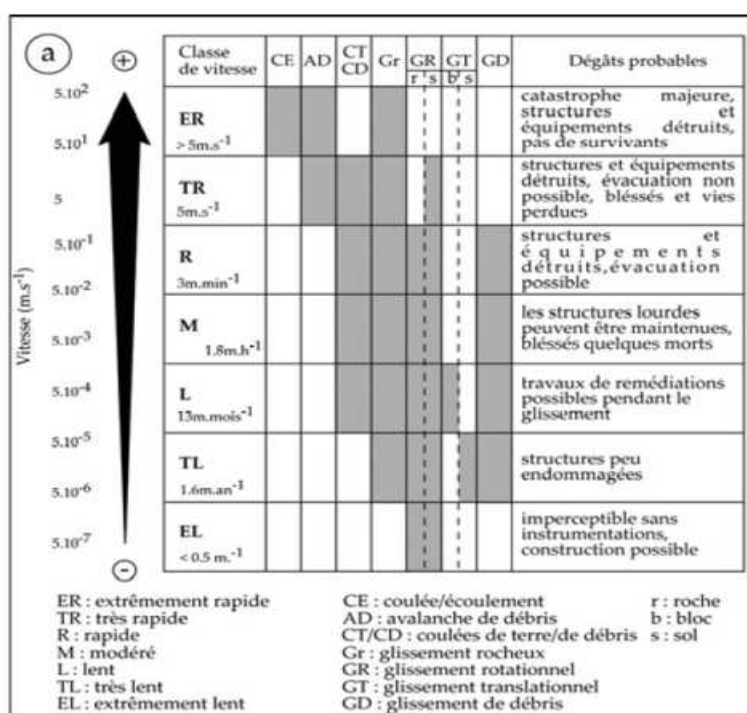 a
+
5.10²
5.10¹
5
5.10⁻¹
5.10⁻²
5.10⁻³
5.10⁻⁴
5.10⁻⁵
5.10⁻⁶
5.10⁻⁷
−
Vitesse (m.s⁻¹)
Classe
de vitesse
CE
AD
CT
CD
Gr
GR
r s
GT
b s
GD
Dégâts probables
ER
> 5m.s⁻¹
catastrophe majeure,
structures et
équipements détruits,
pas de survivants
TR
5m.s⁻¹
structures et équipements
détruits, évacuation non
possible, bléssés et vies
perdues
R
3m.min⁻¹
structures et
équipements
détruits,évacuation
possible
M
1.8m.h⁻¹
les structures lourdes
peuvent être maintenues,
bléssés quelques morts
L
13m.mois⁻¹
travaux de remédiations
possibles pendant le
glissement
TL
1.6m.an⁻¹
structures peu
endommagées
EL
< 0.5 m.⁻¹
imperceptible sans
instrumentations,
construction possible
ER : extrêmement rapide
TR : très rapide
R : rapide
M : modéré
L : lent
TL : très lent
EL : extrêmement lent
CE : coulée/écoulement
AD : avalanche de débris
CT/CD : coulées de terre/de débris
Gr : glissement rocheux
GR : glissement rotationnel
GT : glissement translationnel
GD : glissement de débris
r : roche
b : bloc
s : sol